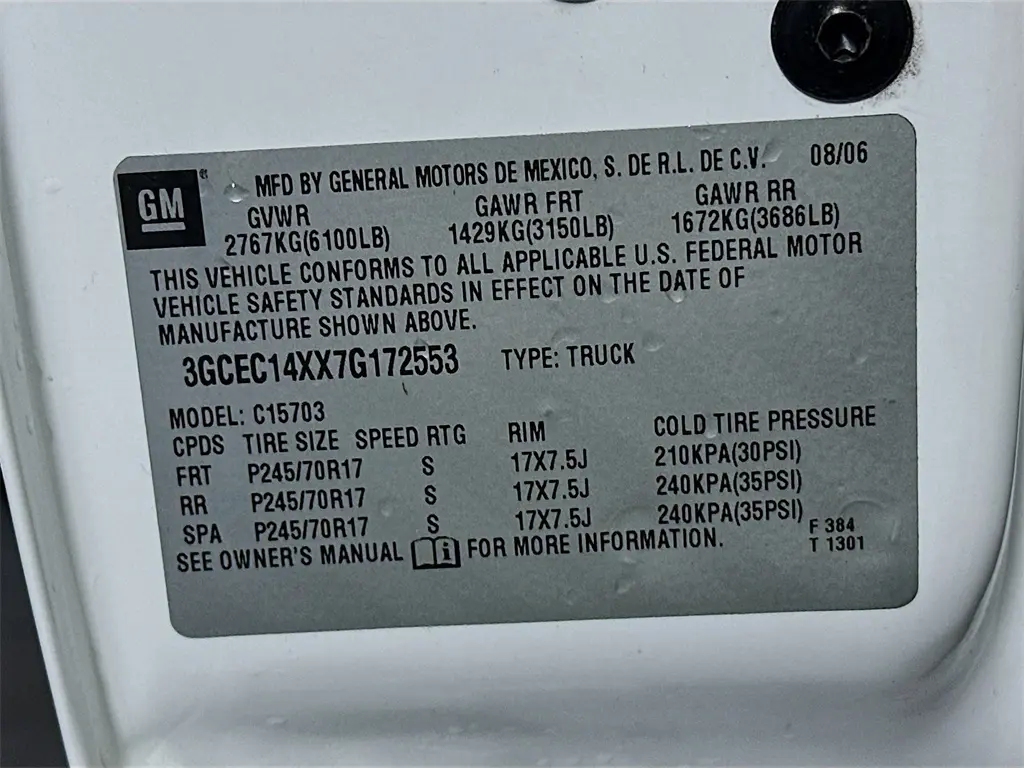 GM
MFD BY GENERAL MOTORS DE MEXICO, S. DE R.L. DE C.V. 08/06
GVWR GAWR FRT GAWR RR
2767KG(6100LB) 1429KG(3150LB) 1672KG(3686LB)
THIS VEHICLE CONFORMS TO ALL APPLICABLE U.S. FEDERAL MOTOR
VEHICLE SAFETY STANDARDS IN EFFECT ON THE DATE OF
MANUFACTURE SHOWN ABOVE.
3GCEC14XX7G172553 TYPE: TRUCK
MODEL: C15703
CPDS TIRE SIZE SPEED RTG RIM COLD TIRE PRESSURE
FRT P245/70R17 S 17X7.5J 210KPA(30PSI)
RR P245/70R17 S 17X7.5J 240KPA(35PSI)
SPA P245/70R17 S 17X7.5J 240KPA(35PSI)
F 384
SEE OWNER'S MANUAL FOR MORE INFORMATION.
T 1301